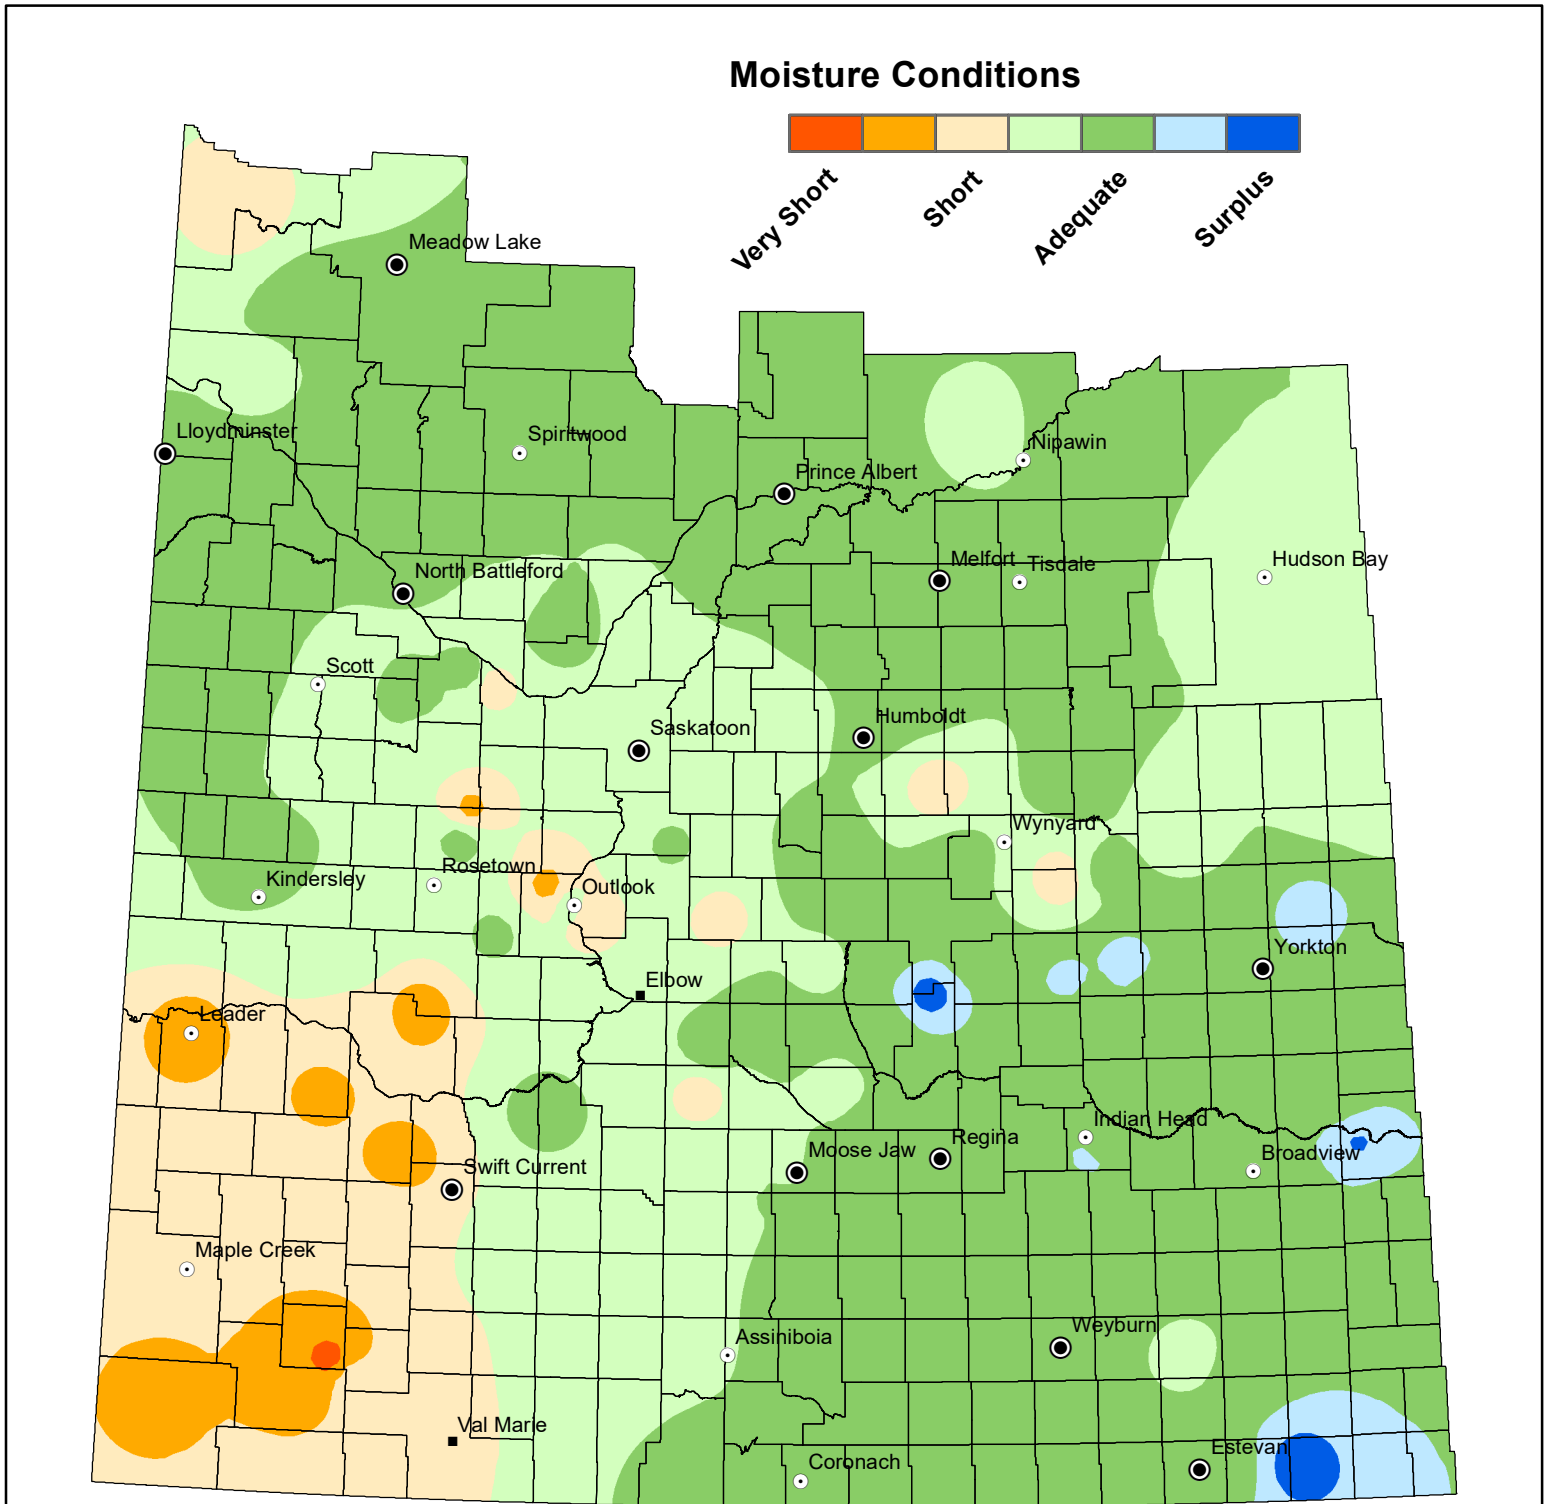 Moisture Conditions
Very Short
Short
Adequate
Surplus
Meadow Lake
Lloydminster
Spiritwood
Nipawin
Prince Albert
North Battleford
Melfort
Tisdale
Hudson Bay
Scott
Saskatoon
Humboldt
Wynyard
Rosetown
Kindersley
Outlook
Yorkton
Elbow
Leader
Indian Head
Regina
Moose Jaw
Broadview
Swift Current
Maple Creek
Weyburn
Assiniboia
Val Marie
Estevan
Coronach